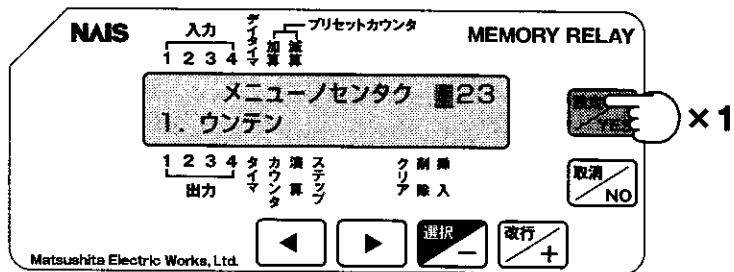 NAIS
MEMORY RELAY
入力
1 2 3 4
デイタイマ
加算
減算
プリセットカウンタ
メニューノセンタク 23
1. ウンテン
1 2 3 4
出力
タイマ
カウンタ
演算
ステップ
クリア
削除
挿入
YES
×1
取消
NO
選択
−
改行
+
◀
▶
Matsushita Electric Works, Ltd.